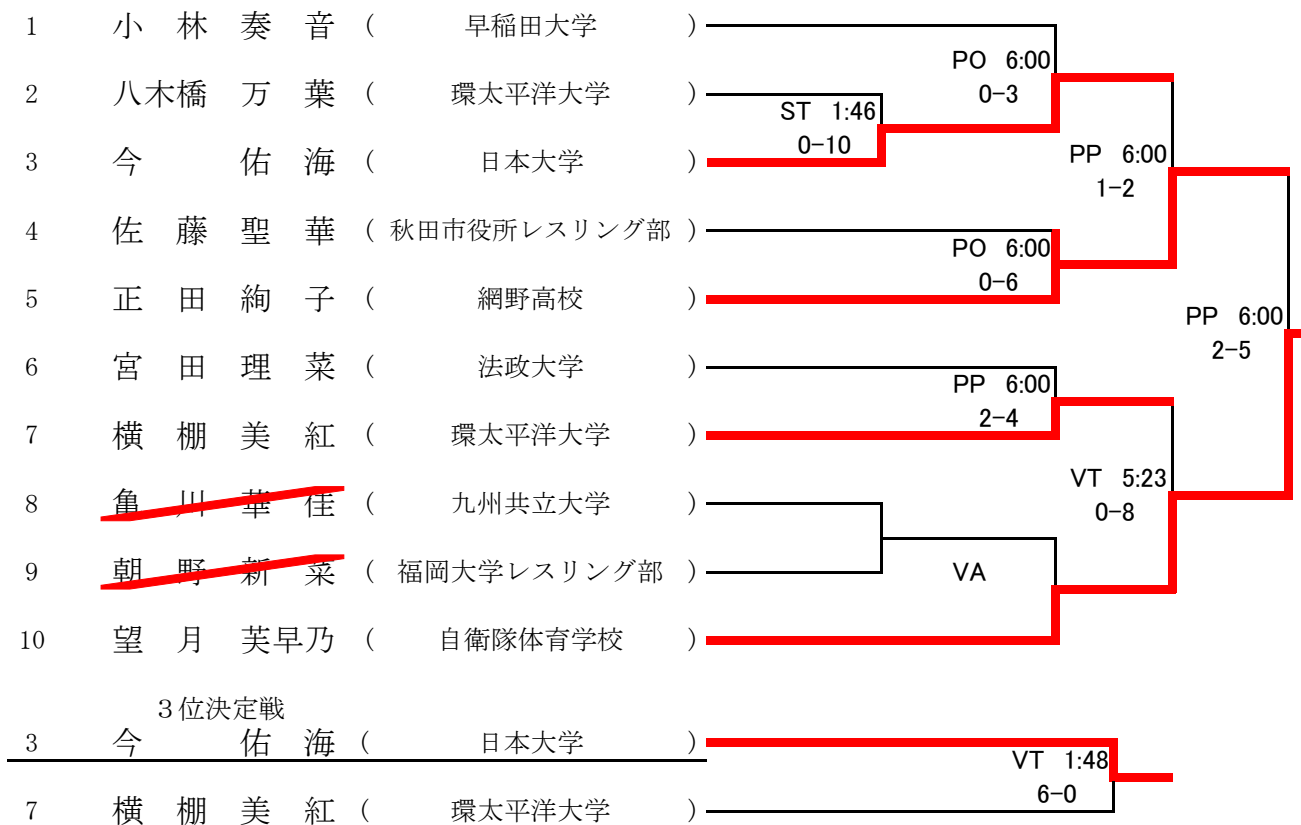 1 小林奏音 ( 早稲田大学 )
PO 6:00
0-3
2 八木橋万葉 ( 環太平洋大学 )
ST 1:46
0-10
3 今佑海 ( 日本大学 )
PP 6:00
1-2
4 佐藤聖華 ( 秋田市役所レスリング部 )
PO 6:00
0-6
5 正田絢子 ( 網野高校 )
PP 6:00
2-5
6 宮田理菜 ( 法政大学 )
PP 6:00
2-4
7 横棚美紅 ( 環太平洋大学 )
VT 5:23
0-8
8 亀川華佳 ( 九州共立大学 )
9 朝野新菜 ( 福岡大学レスリング部 )
VA
10 望月芙早乃 ( 自衛隊体育学校 )
3位決定戦
3 今佑海 ( 日本大学 )
VT 1:48
6-0
7 横棚美紅 ( 環太平洋大学 )